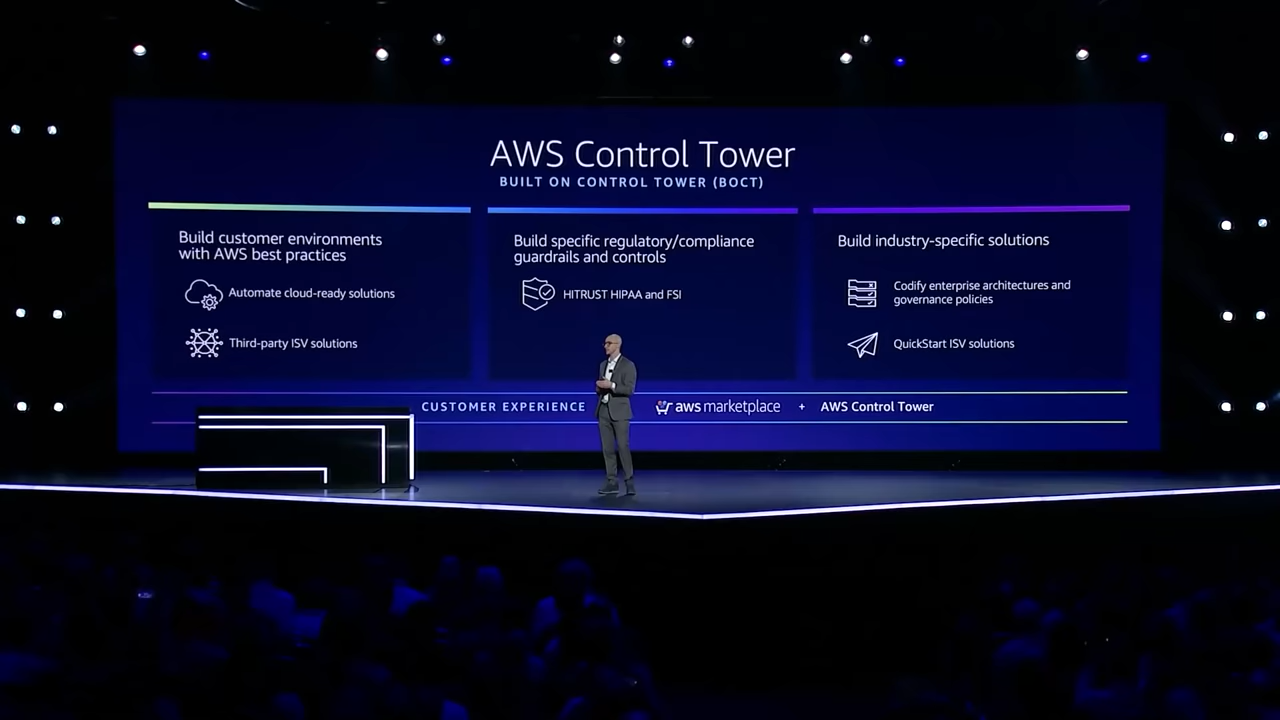 AWS Control Tower
BUILT ON CONTROL TOWER (BOCT)
Build customer environments
with AWS best practices
Automate cloud-ready solutions
Third-party ISV solutions
Build specific regulatory/compliance
guardrails and controls
HITRUST HIPAA and FSI
Build industry-specific solutions
Codify enterprise architectures and
governance policies
QuickStart ISV solutions
CUSTOMER EXPERIENCE aws marketplace + AWS Control Tower